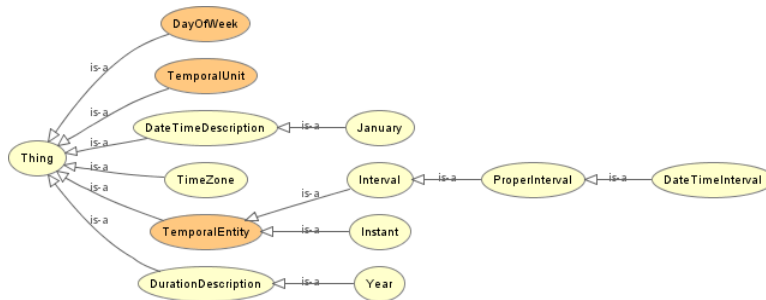 DayOfWeek
is-a
TemporalUnit
is-a
DateTimeDescription
is-a
January
is-a
Thing
is-a
TimeZone
Interval
is-a
ProperInterval
is-a
DateTimeInterval
is-a
is-a
TemporalEntity
is-a
Instant
is-a
DurationDescription
is-a
Year